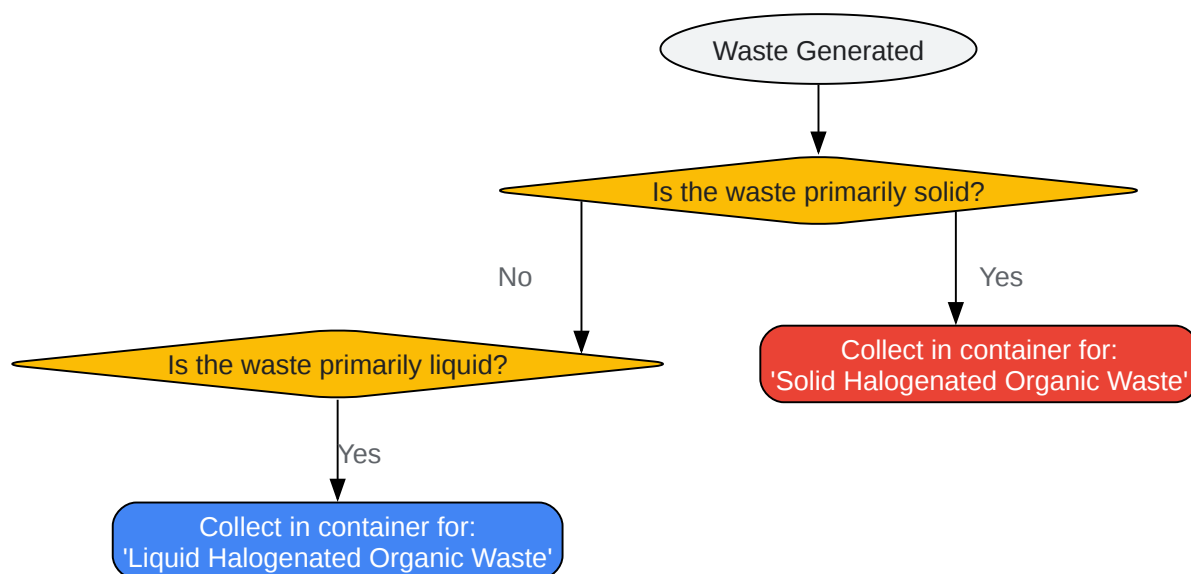 Waste Generated
Is the waste primarily solid?
No
Yes
Is the waste primarily liquid?
Collect in container for:
'Solid Halogenated Organic Waste'
Yes
Collect in container for:
'Liquid Halogenated Organic Waste'